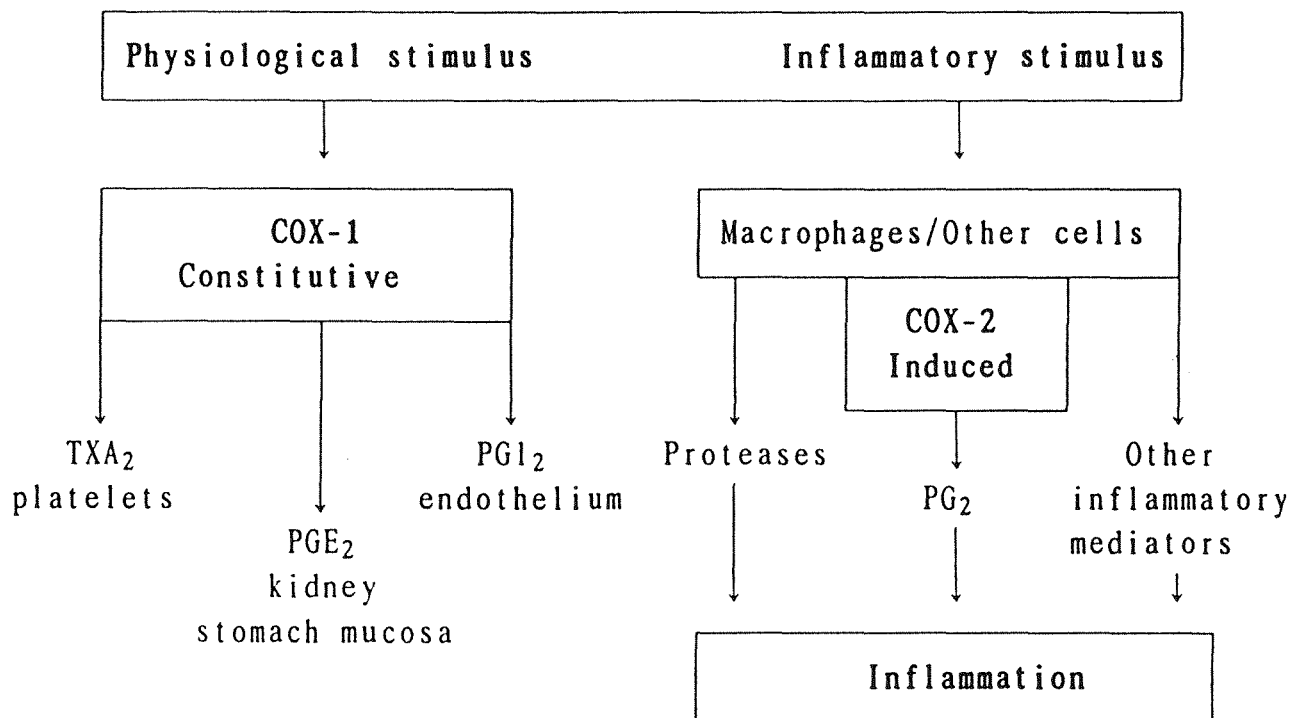 Physiological stimulus
Inflammatory stimulus
COX-1
Constitutive
Macrophages/Other cells
COX-2
Induced
TXA₂
platelets
PGE₂
kidney
stomach mucosa
PGl₂
endothelium
Proteases
PG₂
Other
inflammatory
mediators
Inflammation